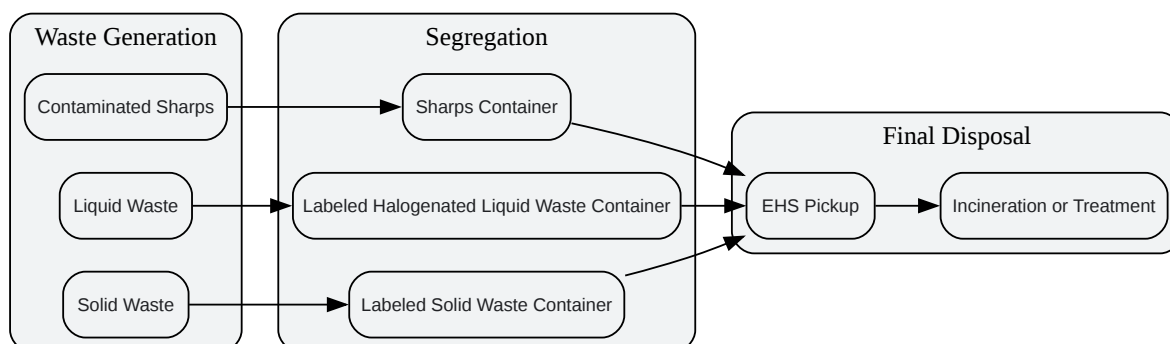 Waste Generation
Segregation
Contaminated Sharps
Sharps Container
Final Disposal
Liquid Waste
Labeled Halogenated Liquid Waste Container
EHS Pickup
Incineration or Treatment
Solid Waste
Labeled Solid Waste Container